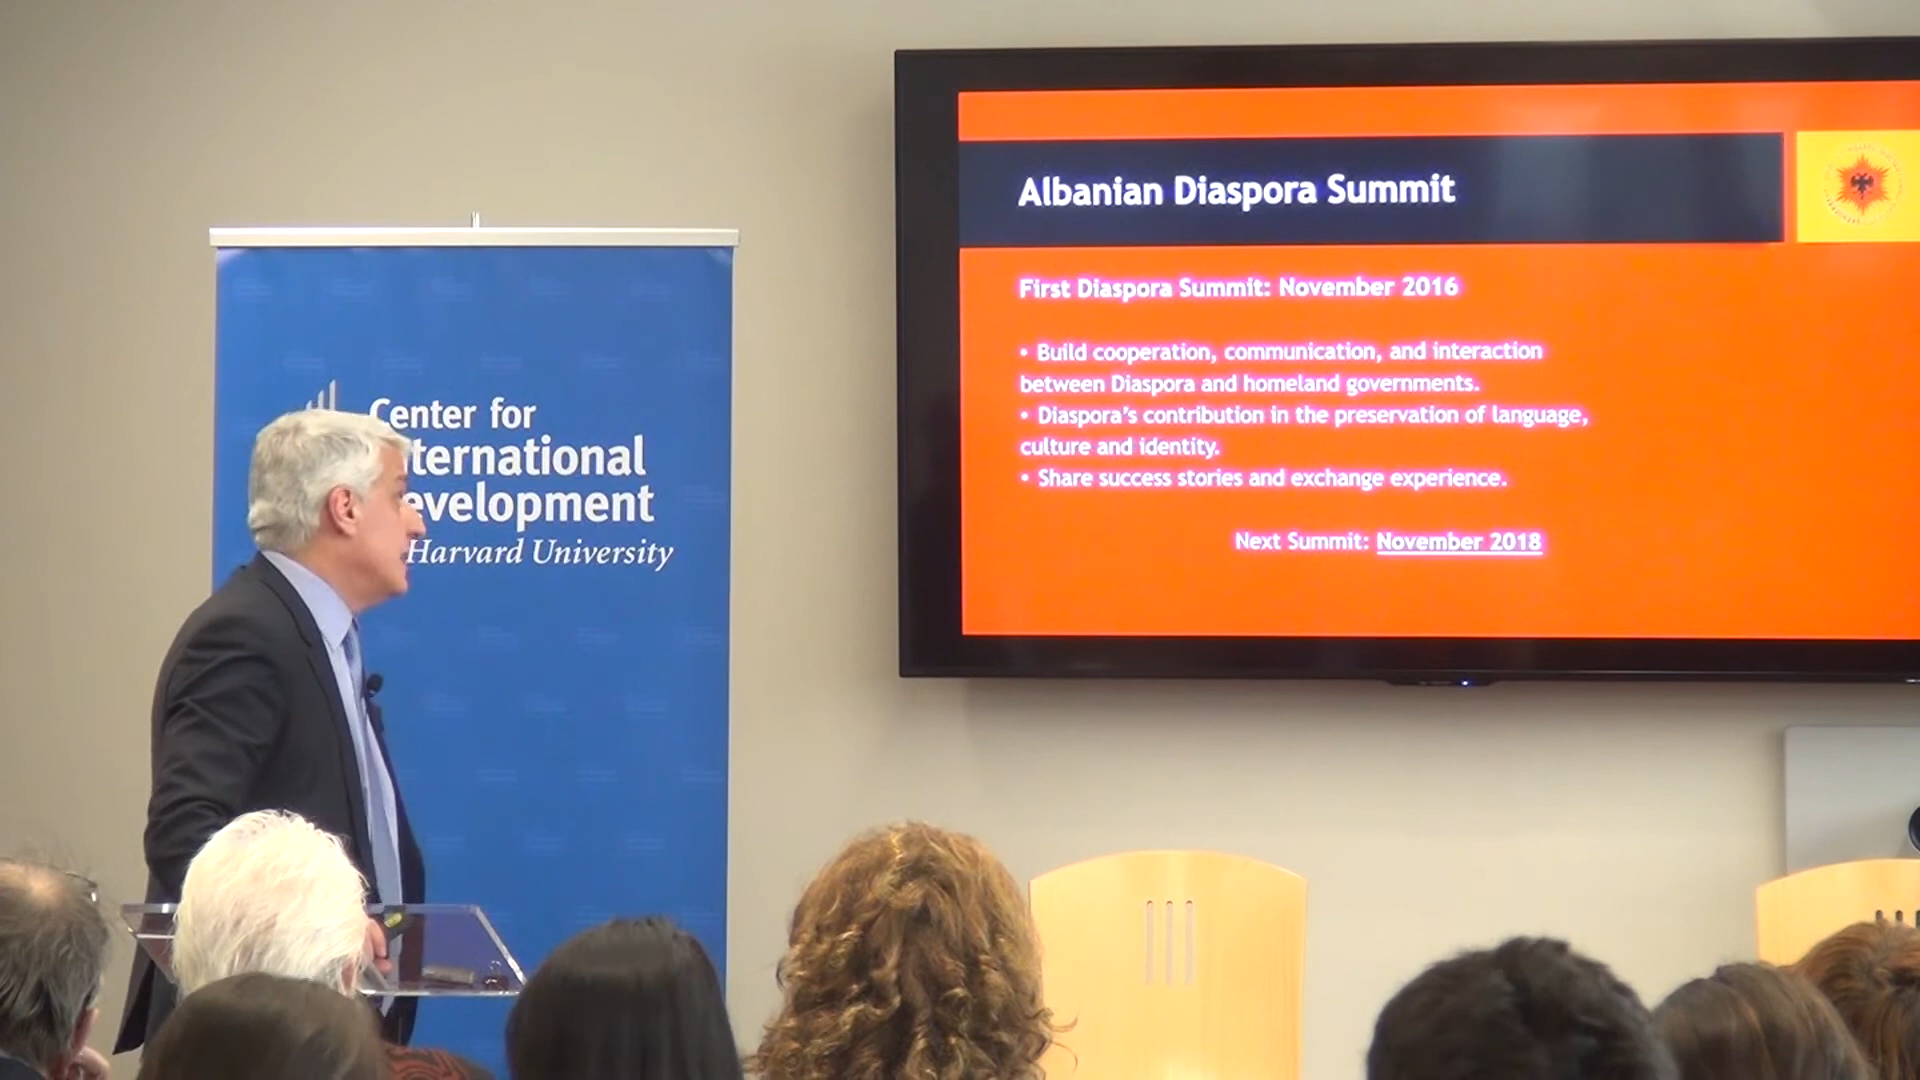 Center for
ternational
evelopment
Harvard University
Albanian Diaspora Summit
First Diaspora Summit: November 2016
• Build cooperation, communication, and interaction
between Diaspora and homeland governments.
• Diaspora's contribution in the preservation of language,
culture and identity.
• Share success stories and exchange experience.
Next Summit: November 2018